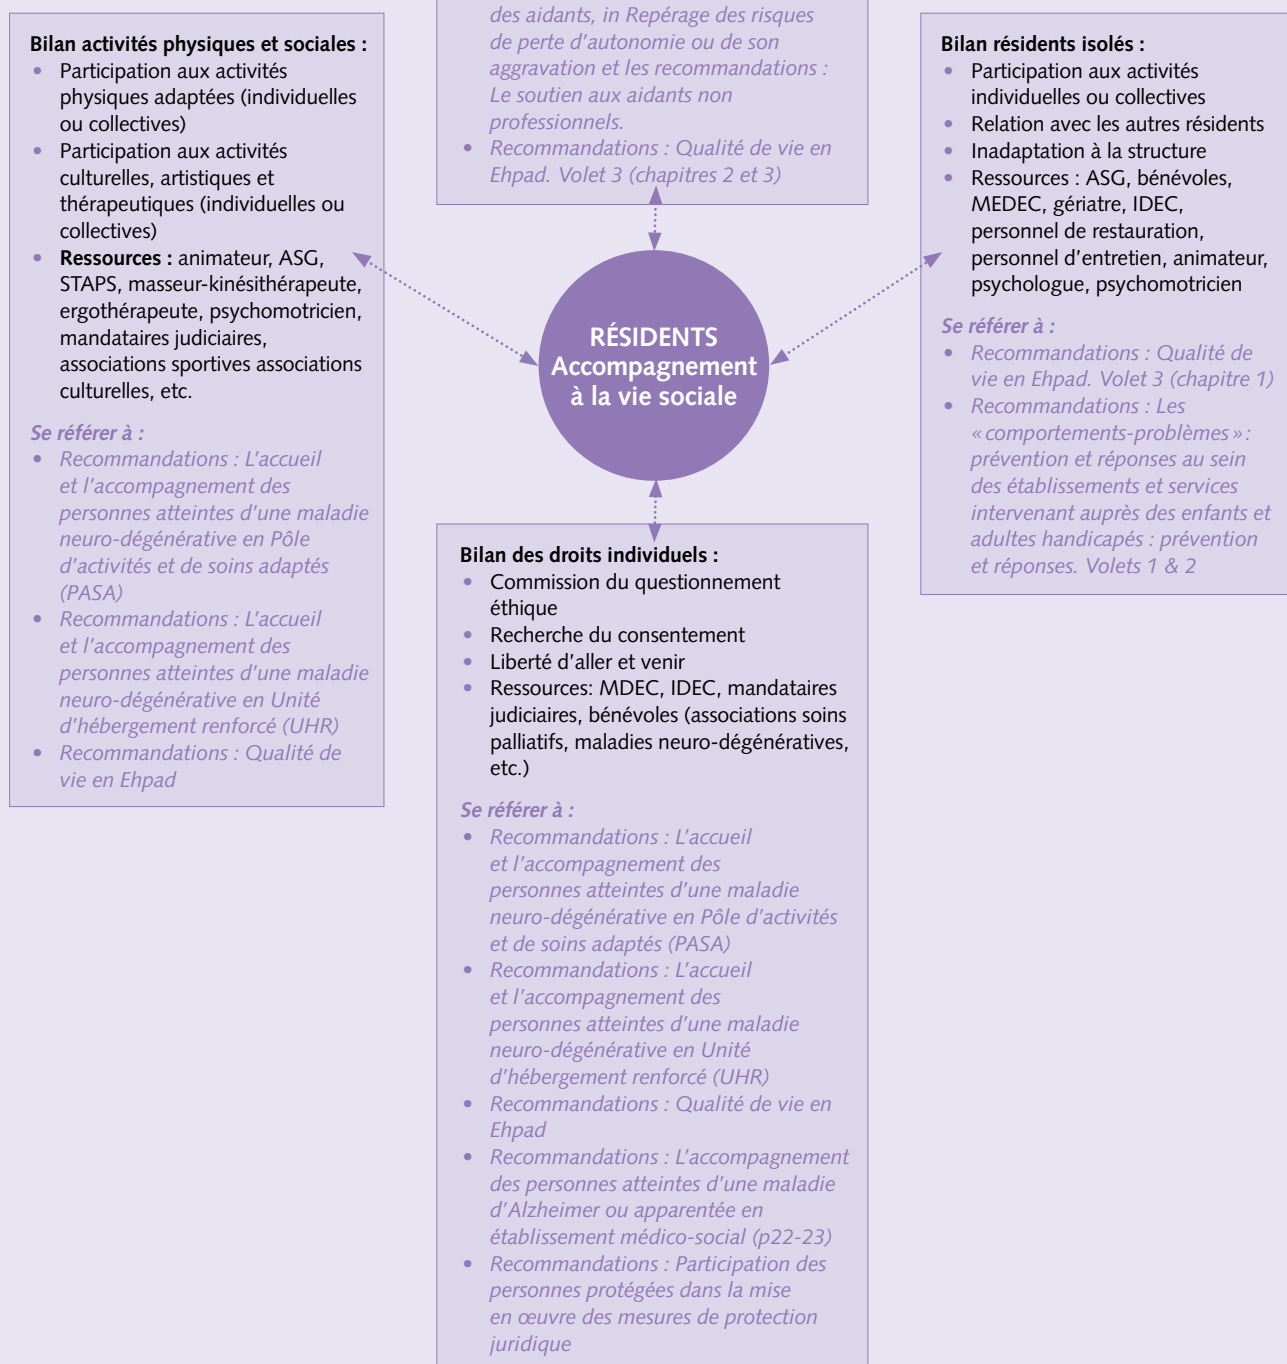 des aidants, in Repérage des risques
de perte d'autonomie ou de son
aggravation et les recommandations :
Le soutien aux aidants non
professionnels.
• Recommandations : Qualité de vie en
Ehpad. Volet 3 (chapitres 2 et 3)
Bilan activités physiques et sociales :
• Participation aux activités
physiques adaptées (individuelles
ou collectives)
• Participation aux activités
culturelles, artistiques et
thérapeutiques (individuelles ou
collectives)
• Ressources : animateur, ASG,
STAPS, masseur-kinésithérapeute,
ergothérapeute, psychomotricien,
mandataires judiciaires,
associations sportives associations
culturelles, etc.
Se référer à :
• Recommandations : L'accueil
et l'accompagnement des
personnes atteintes d'une maladie
neuro-dégénérative en Pôle
d'activités et de soins adaptés
(PASA)
• Recommandations : L'accueil
et l'accompagnement des
personnes atteintes d'une maladie
neuro-dégénérative en Unité
d'hébergement renforcé (UHR)
• Recommandations : Qualité de
vie en Ehpad
RÉSIDENTS
Accompagnement
à la vie sociale
Bilan résidents isolés :
• Participation aux activités
individuelles ou collectives
• Relation avec les autres résidents
• Inadaptation à la structure
• Ressources : ASG, bénévoles,
MEDEC, gériatre, IDEC,
personnel de restauration,
personnel d'entretien, animateur,
psychologue, psychomotricien
Se référer à :
• Recommandations : Qualité de
vie en Ehpad. Volet 3 (chapitre 1)
• Recommandations : Les
« comportements-problèmes » :
prévention et réponses au sein
des établissements et services
intervenant auprès des enfants et
adultes handicapés : prévention
et réponses. Volets 1 & 2
Bilan des droits individuels :
• Commission du questionnement
éthique
• Recherche du consentement
• Liberté d'aller et venir
• Ressources: MDEC, IDEC, mandataires
judiciaires, bénévoles (associations soins
palliatifs, maladies neuro-dégénératives,
etc.)
Se référer à :
• Recommandations : L'accueil
et l'accompagnement des
personnes atteintes d'une maladie
neuro-dégénérative en Pôle d'activités
et de soins adaptés (PASA)
• Recommandations : L'accueil
et l'accompagnement des
personnes atteintes d'une maladie
neuro-dégénérative en Unité
d'hébergement renforcé (UHR)
• Recommandations : Qualité de vie en
Ehpad
• Recommandations : L'accompagnement
des personnes atteintes d'une maladie
d'Alzheimer ou apparentée en
établissement médico-social (p22-23)
• Recommandations : Participation des
personnes protégées dans la mise
en œuvre des mesures de protection
juridique